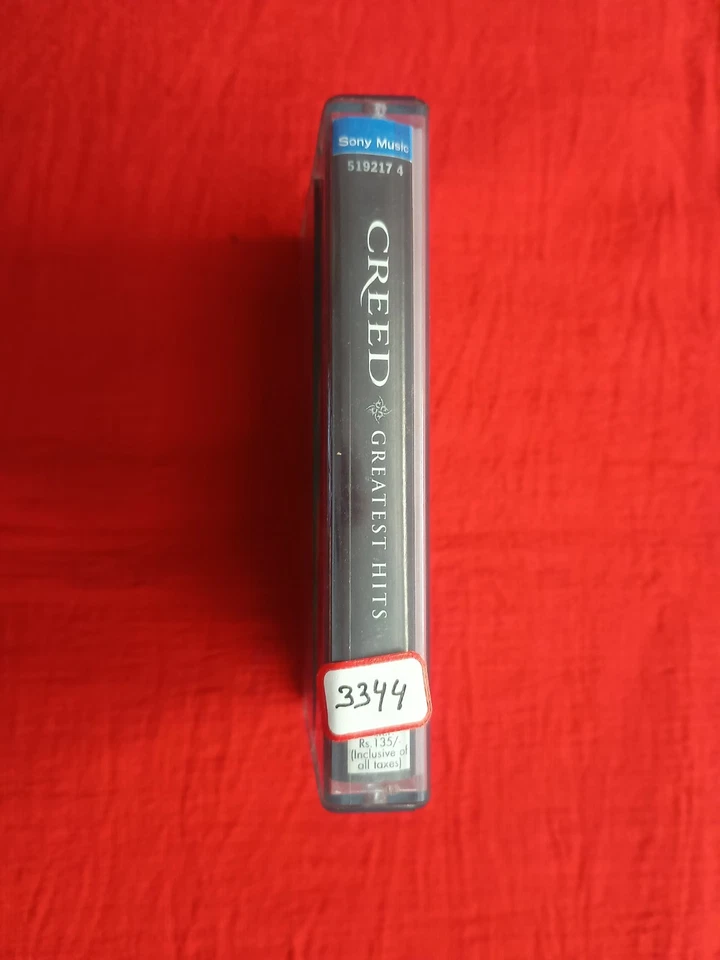 Sony Music
519217 4
CREED GREATEST HITS
3344
Rs.135/-
(Inclusive of
all taxes)